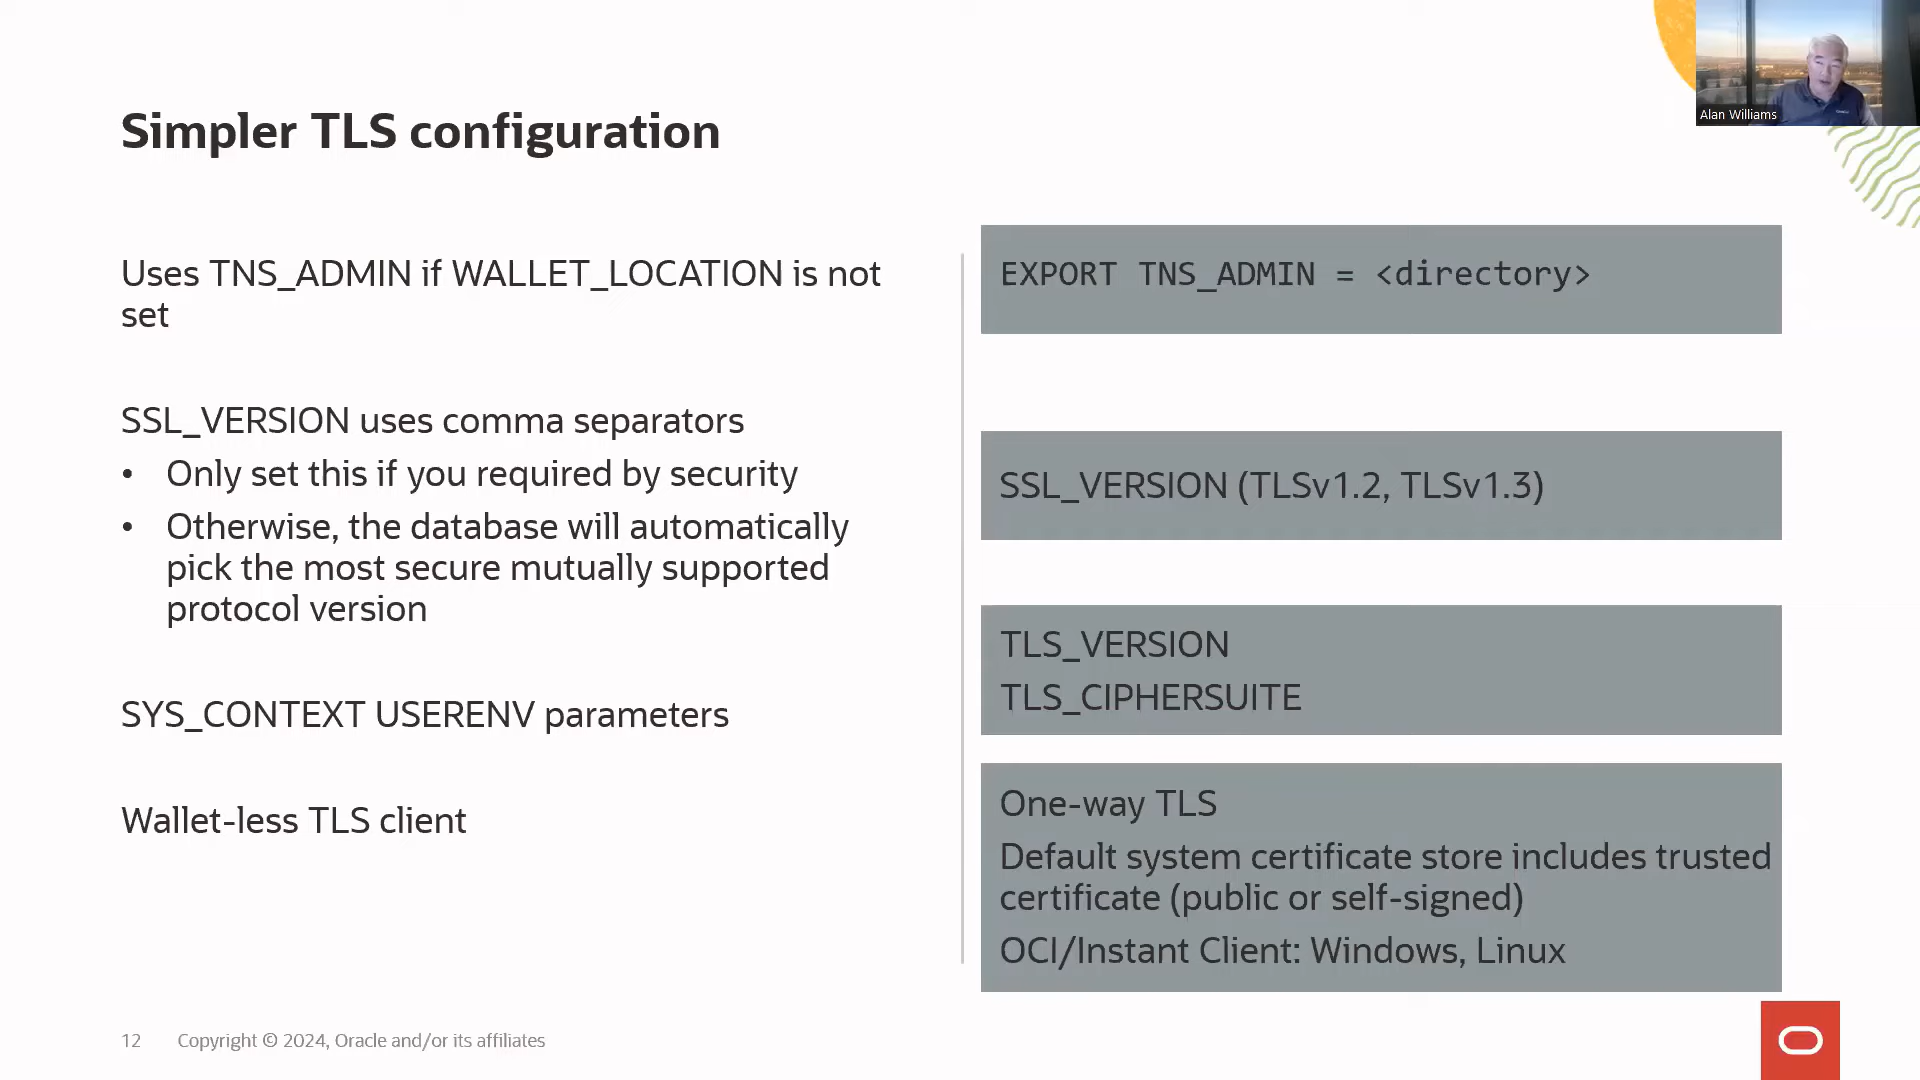 Alan Williams
Simpler TLS configuration
Uses TNS_ADMIN if WALLET_LOCATION is not
set
EXPORT TNS_ADMIN = <directory>
SSL_VERSION uses comma separators
• Only set this if you required by security
• Otherwise, the database will automatically
pick the most secure mutually supported
protocol version
SSL_VERSION (TLSv1.2, TLSv1.3)
SYS_CONTEXT USERENV parameters
TLS_VERSION
TLS_CIPHERSUITE
Wallet-less TLS client
One-way TLS
Default system certificate store includes trusted
certificate (public or self-signed)
OCI/Instant Client: Windows, Linux
12 Copyright © 2024, Oracle and/or its affiliates